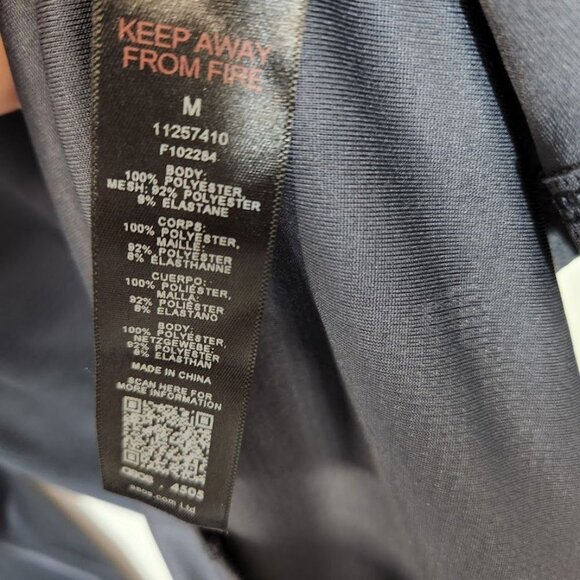 KEEP AWAY
FROM FIRE
M
11257410
F102284
BODY:
100% POLYESTER,
MESH: 92% POLYESTER,
8% ELASTANE
CORPS:
100% POLYESTER,
MAILLE:
92% POLYESTER,
8% ELASTHANNE
CUERPO:
100% POLIÉSTER,
MALLA:
92% POLIÉSTER,
8% ELASTANO
BODY:
100% POLYESTER,
NETZGEWEBE:
92% POLYESTER,
8% ELASTHAN
MADE IN CHINA
SCAN HERE FOR
MORE INFORMATION
asos · 4505
asos.com Ltd